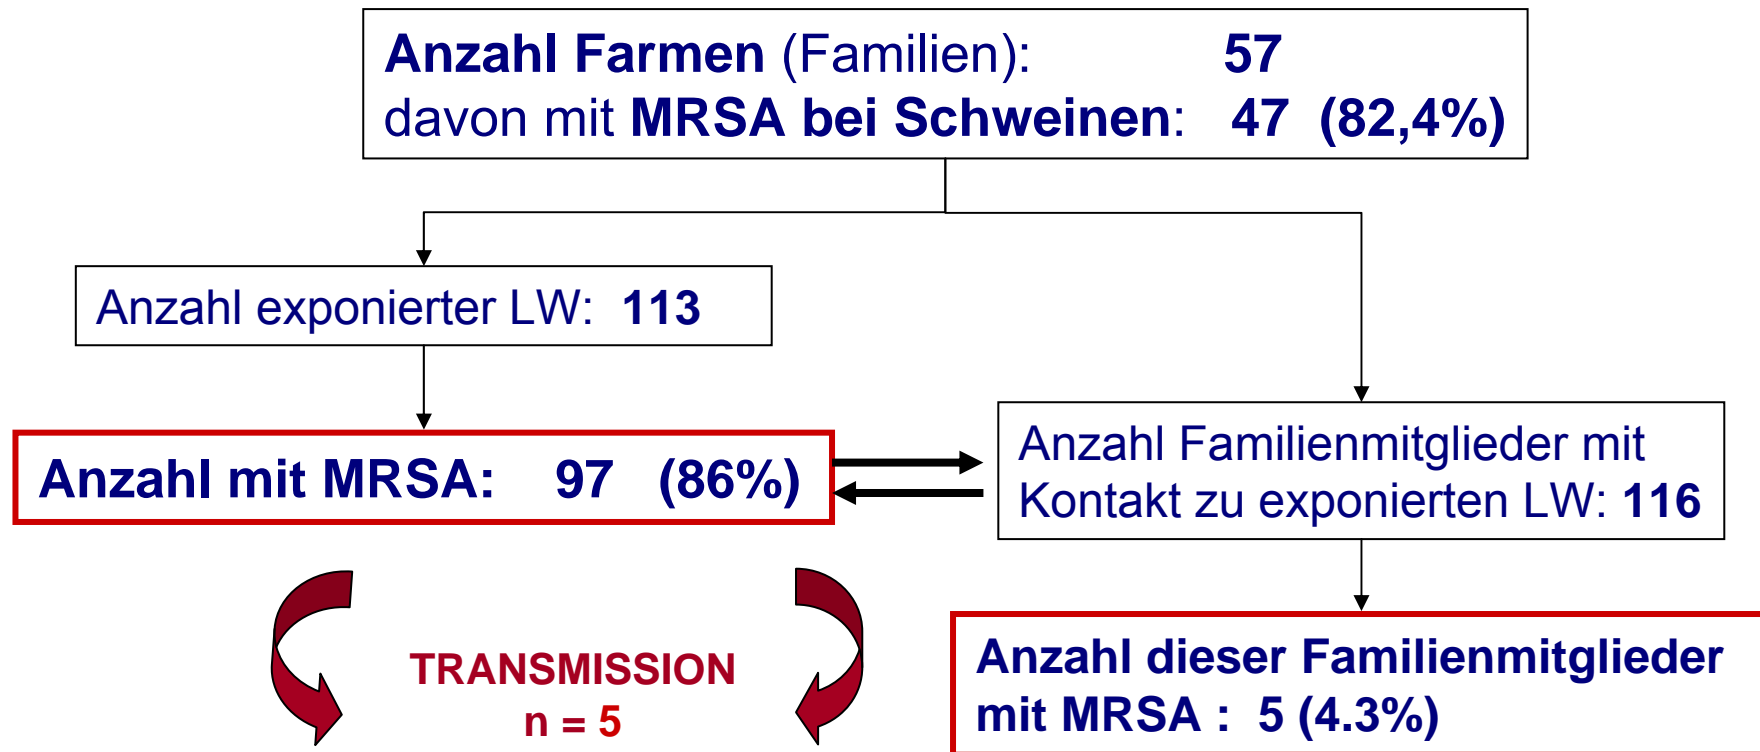 Anzahl Farmen (Familien): 57
davon mit MRSA bei Schweinen: 47 (82,4%)
Anzahl exponierter LW: 113
Anzahl mit MRSA: 97 (86%)
Anzahl Familienmitglieder mit
Kontakt zu exponierten LW: 116
TRANSMISSION
n = 5
Anzahl dieser Familienmitglieder
mit MRSA : 5 (4.3%)